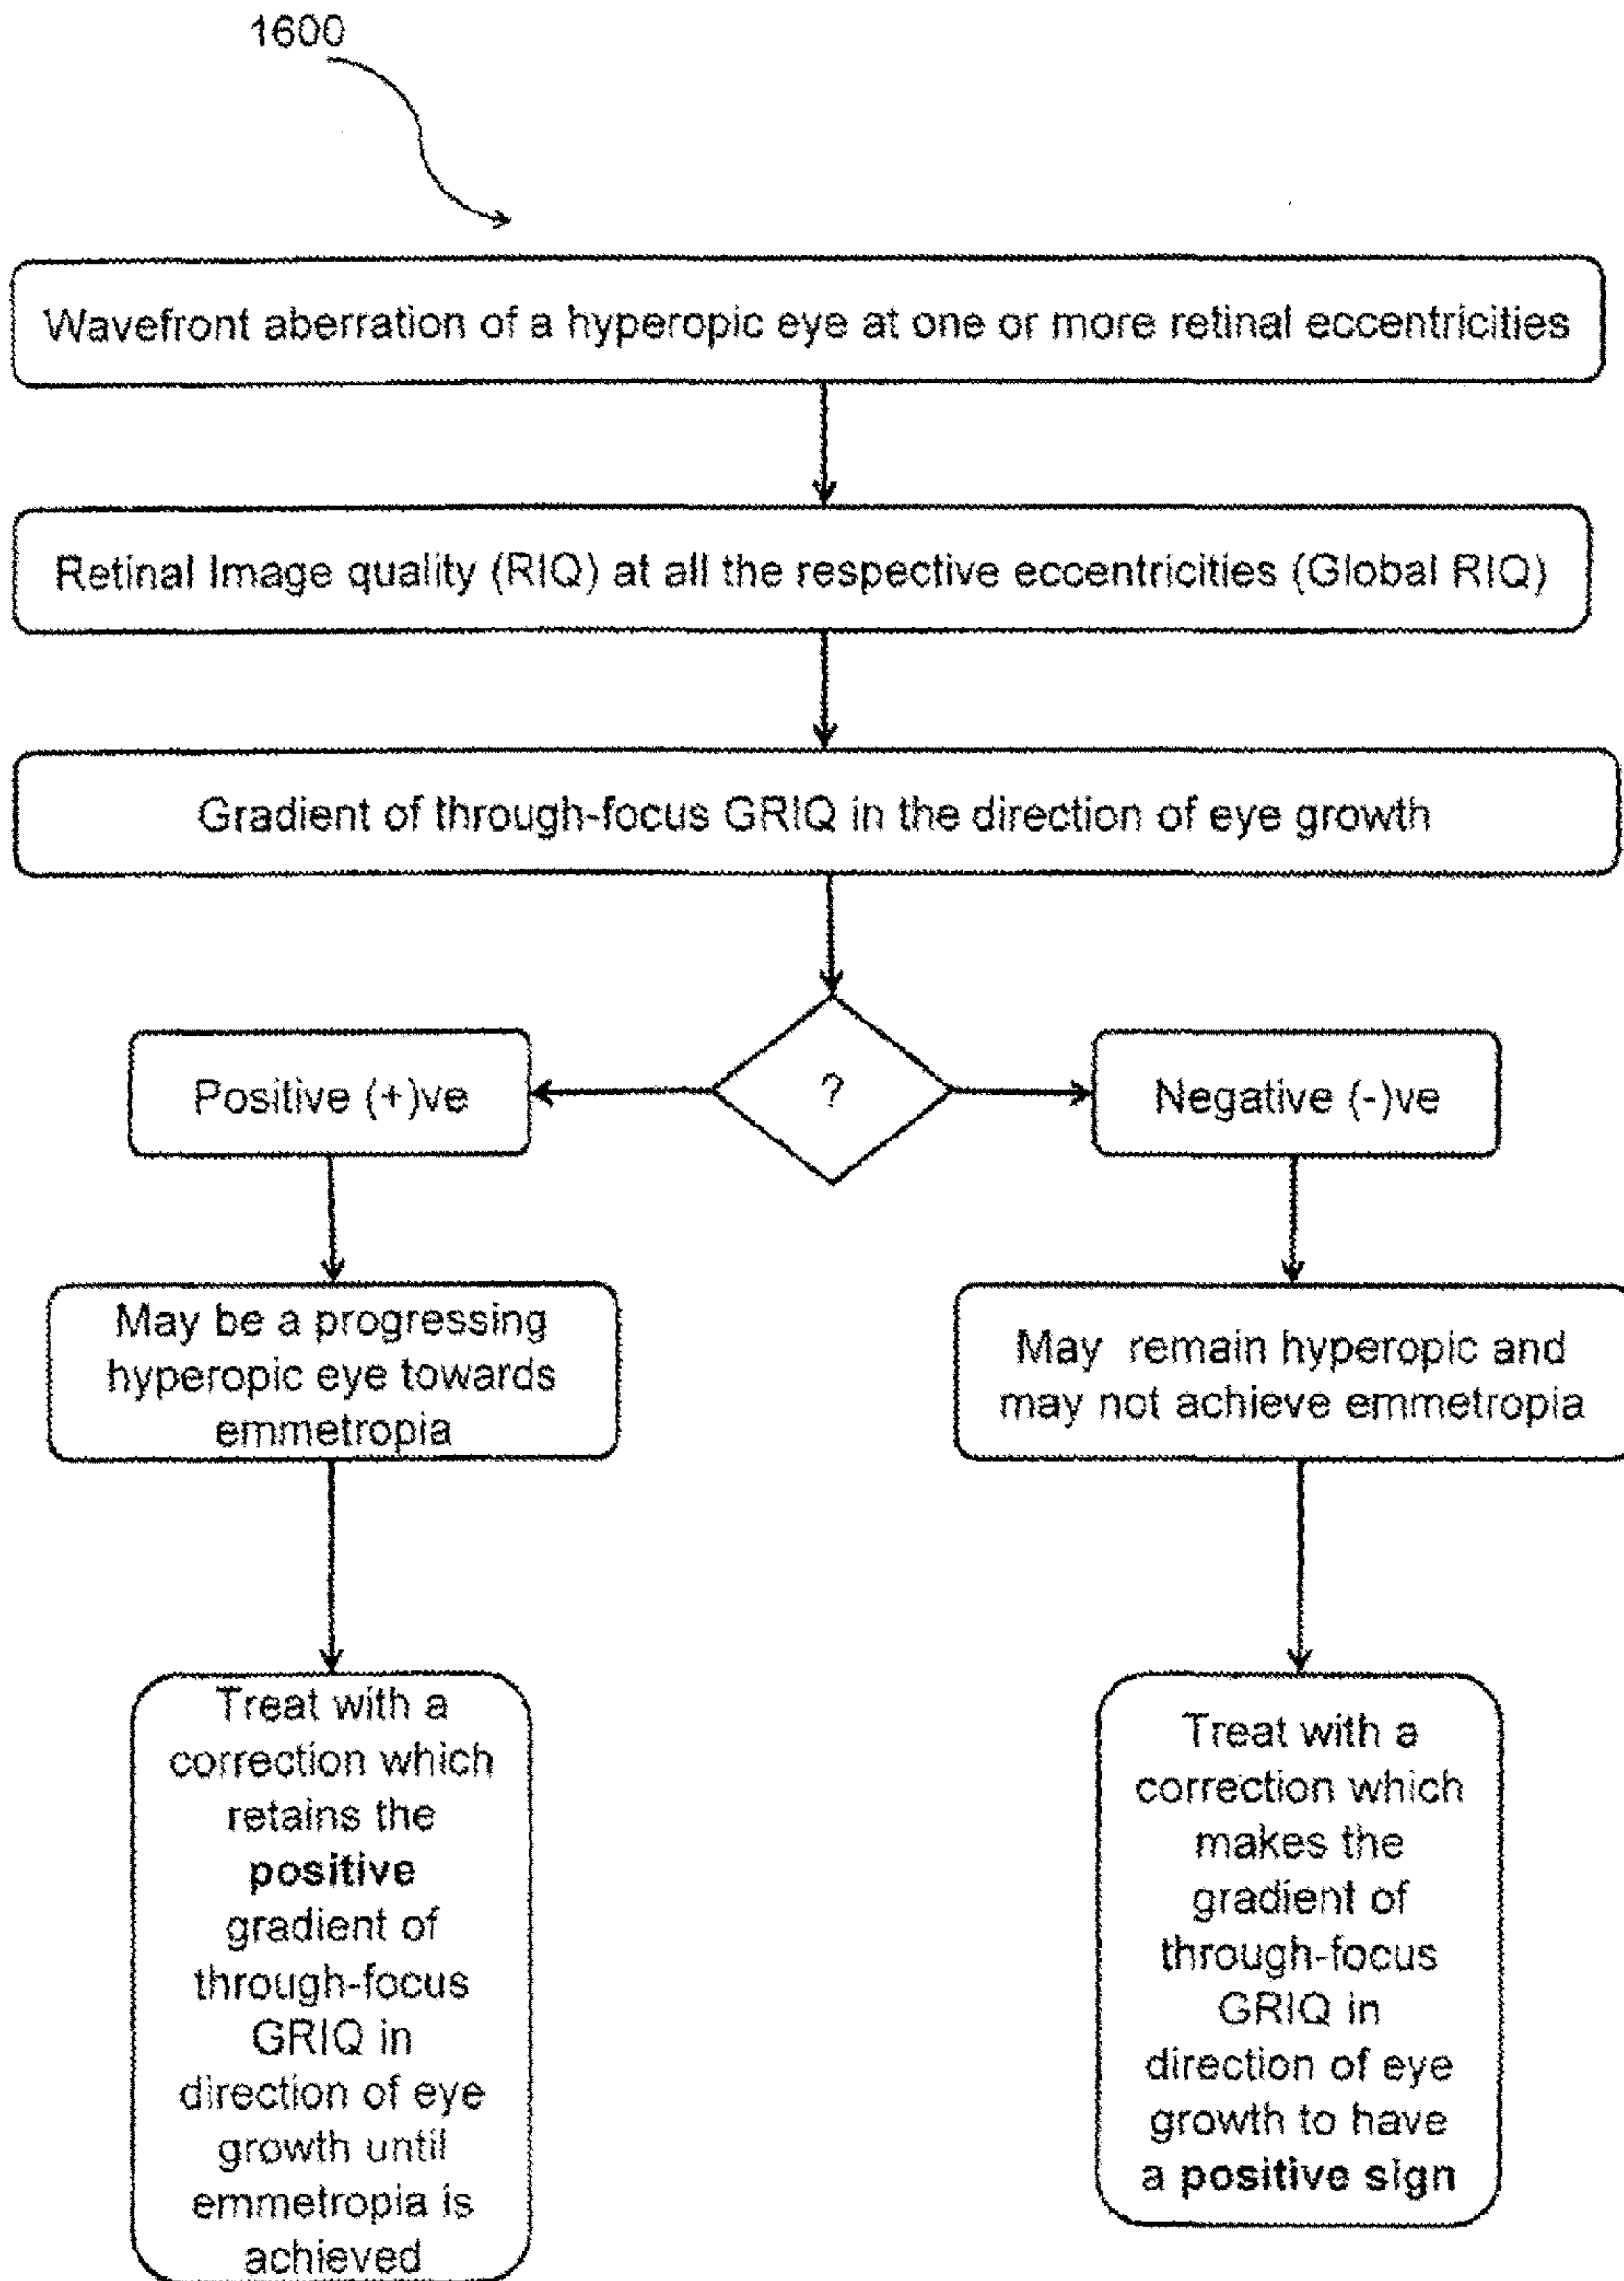 1600
Wavefront aberration of a hyperopic eye at one or more retinal eccentricities
Retinal Image quality (RIQ) at all the respective eccentricities (Global RIQ)
Gradient of through-focus GRIQ in the direction of eye growth
Positive (+)ve
?
Negative (-)ve
May be a progressing
hyperopic eye towards
emmetropia
May remain hyperopic and
may not achieve emmetropia
Treat with a
correction which
retains the
positive
gradient of
through-focus
GRIQ in
direction of eye
growth until
emmetropia is
achieved
Treat with a
correction which
makes the
gradient of
through-focus
GRIQ in
direction of eye
growth to have
a positive sign